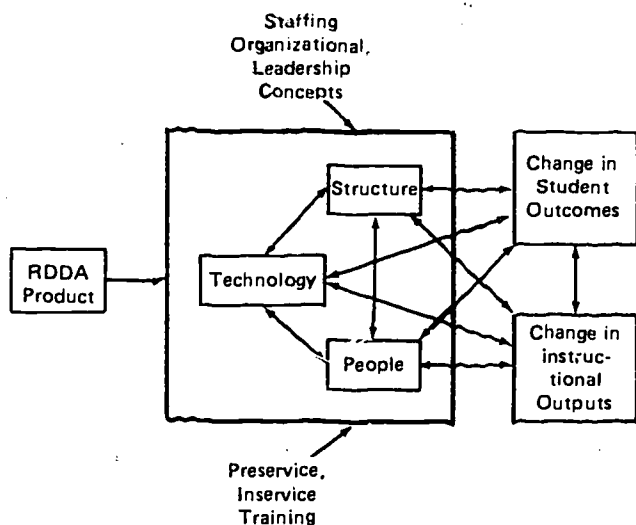 Staffing
Organizational,
Leadership
Concepts
Structure
Change in
Student
Outcomes
RDDA
Product
Technology
People
Change in
instruc-
tional
Outputs
Preservice,
Inservice
Training